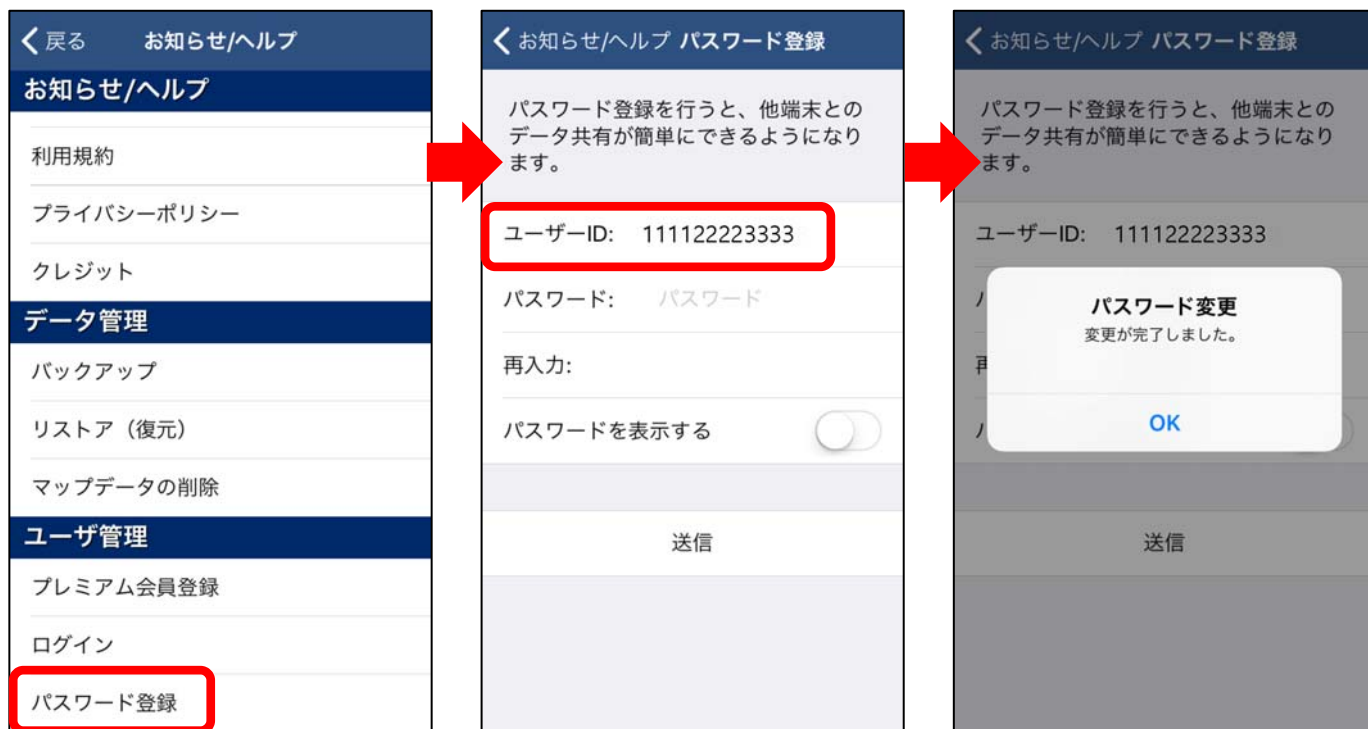 戻る お知らせ/ヘルプ
お知らせ/ヘルプ
利用規約
プライバシーポリシー
クレジット
データ管理
バックアップ
リストア（復元）
マップデータの削除
ユーザ管理
プレミアム会員登録
ログイン
パスワード登録
お知らせ/ヘルプ パスワード登録
パスワード登録を行うと、他端末との
データ共有が簡単にできるようになり
ます。
ユーザーID: 111122223333
パスワード: パスワード
再入力:
パスワードを表示する
送信
お知らせ/ヘルプ パスワード登録
パスワード登録を行うと、他端末との
データ共有が簡単にできるようになり
ます。
ユーザーID: 111122223333
パスワード変更
変更が完了しました。
OK
送信